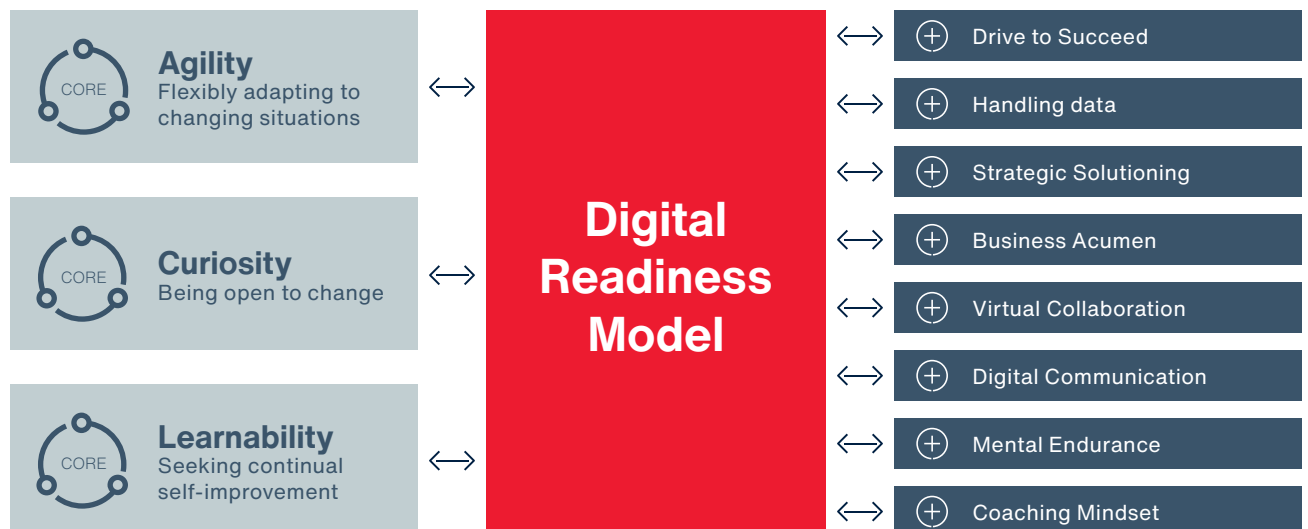 CORE
Agility
Flexibly adapting to
changing situations
CORE
Curiosity
Being open to change
CORE
Learnability
Seeking continual
self-improvement
Digital
Readiness
Model
Drive to Succeed
Handling data
Strategic Solutioning
Business Acumen
Virtual Collaboration
Digital Communication
Mental Endurance
Coaching Mindset